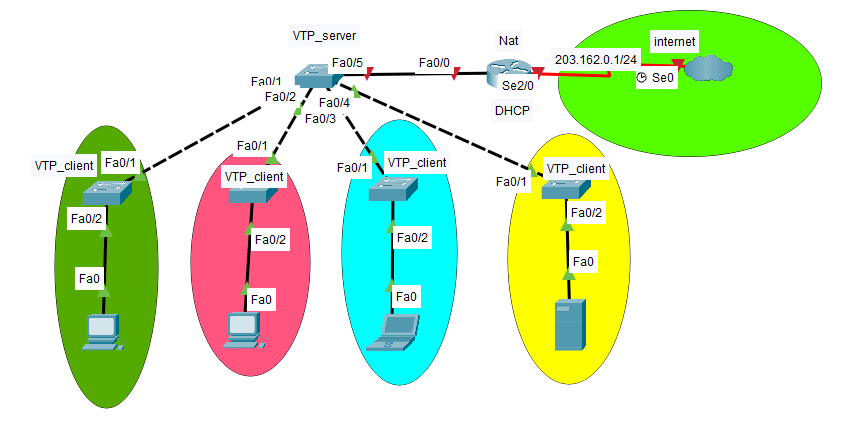 VTP_server
Nat
internet
Fa0/5
Fa0/0
203.162.0.1/24
Se0
Se2/0
DHCP
Fa0/1
Fa0/2
Fa0/4
Fa0/3
VTP_client
Fa0/1
Fa0/1
VTP_client
Fa0/1
VTP_client
Fa0/1
VTP_client
Fa0/2
Fa0/2
Fa0/2
Fa0/2
Fa0
Fa0
Fa0
Fa0